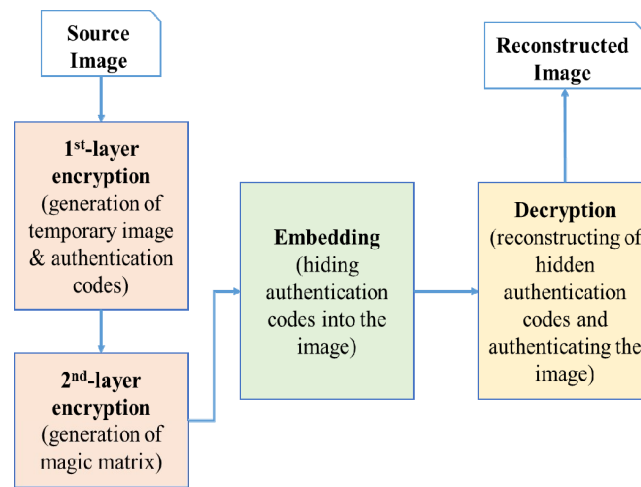 Source
Image
1st-layer
encryption
(generation of
temporary image
& authentication
codes)
2nd-layer
encryption
(generation of
magic matrix)
Embedding
(hiding
authentication
codes into the
image)
Decryption
(reconstructing of
hidden
authentication
codes and
authenticating the
image)
Reconstructed
Image